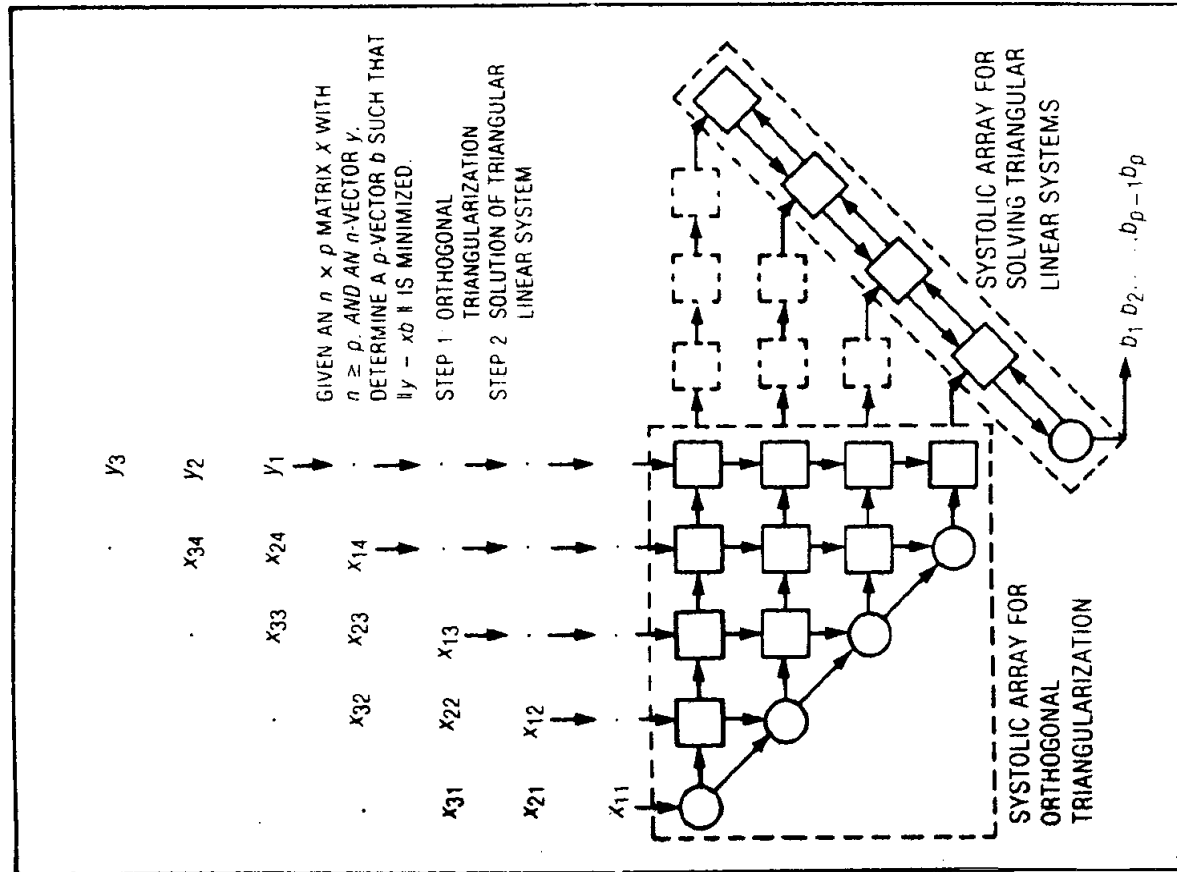 GIVEN AN n × p MATRIX X WITH
n ≥ p. AND AN n-VECTOR y.
DETERMINE A p-VECTOR b SUCH THAT
‖y − xb‖ IS MINIMIZED.
STEP 1 ORTHOGONAL
TRIANGULARIZATION
STEP 2 SOLUTION OF TRIANGULAR
LINEAR SYSTEM
y3
x34 y2
x33 x24 y1
x32 x23 x14
x31 x22 x13
x21 x12
x11
SYSTOLIC ARRAY FOR
ORTHOGONAL
TRIANGULARIZATION
SYSTOLIC ARRAY FOR
SOLVING TRIANGULAR
LINEAR SYSTEMS
b1 b2. . .bp−1bp